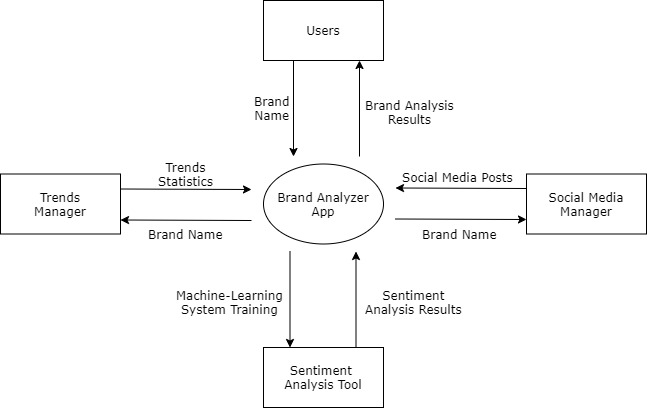 Users
Brand
Name
Brand Analysis
Results
Trends
Statistics
Social Media Posts
Trends
Manager
Brand Analyzer
App
Social Media
Manager
Brand Name
Brand Name
Machine-Learning
System Training
Sentiment
Analysis Results
Sentiment
Analysis Tool